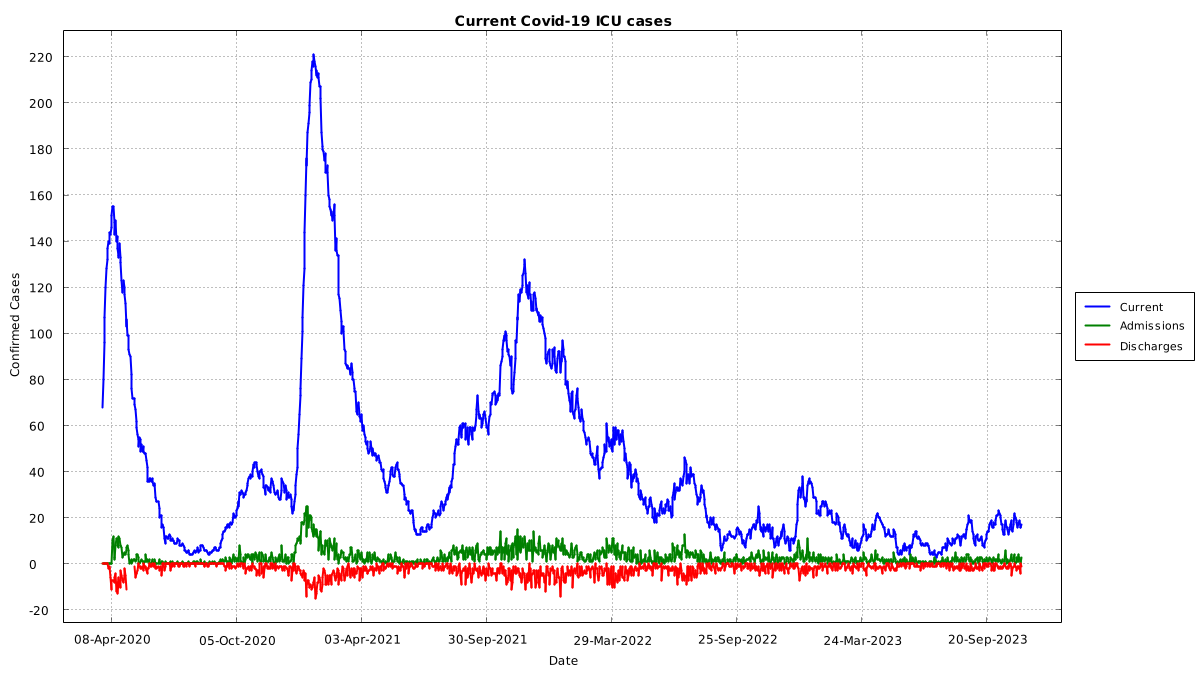 Current Covid-19 ICU cases
220
200
180
160
140
120
100
80
60
40
20
0
-20
Confirmed Cases
08-Apr-2020 05-Oct-2020 03-Apr-2021 30-Sep-2021 29-Mar-2022 25-Sep-2022 24-Mar-2023 20-Sep-2023
Date
Current
Admissions
Discharges